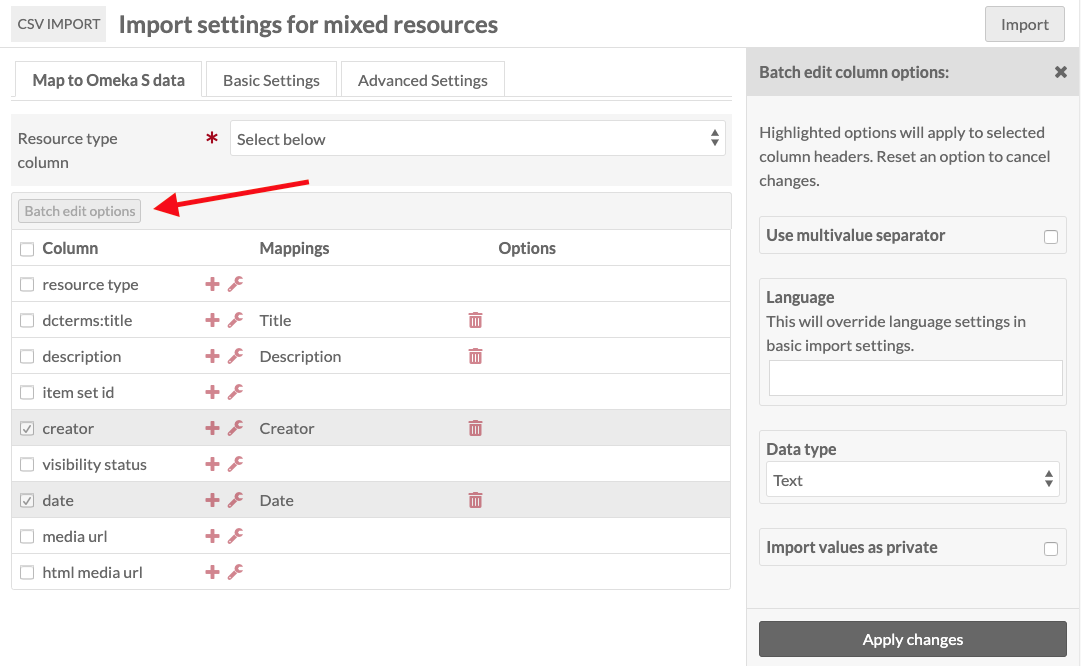 CSV IMPORT Import settings for mixed resources Import
Map to Omeka S data Basic Settings Advanced Settings
Resource type column * Select below
Batch edit options
Column Mappings Options
resource type
dcterms:title Title
description Description
item set id
creator Creator
visibility status
date Date
media url
html media url
Batch edit column options:
Highlighted options will apply to selected
column headers. Reset an option to cancel
changes.
Use multivalue separator
Language
This will override language settings in
basic import settings.
Data type
Text
Import values as private
Apply changes